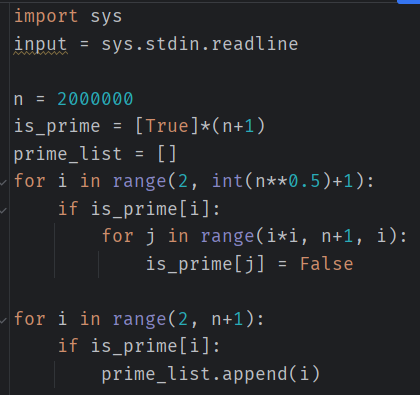 import sys
input = sys.stdin.readline

n = 2000000
is_prime = [True]*(n+1)
prime_list = []
for i in range(2, int(n**0.5)+1):
    if is_prime[i]:
        for j in range(i*i, n+1, i):
            is_prime[j] = False

for i in range(2, n+1):
    if is_prime[i]:
        prime_list.append(i)